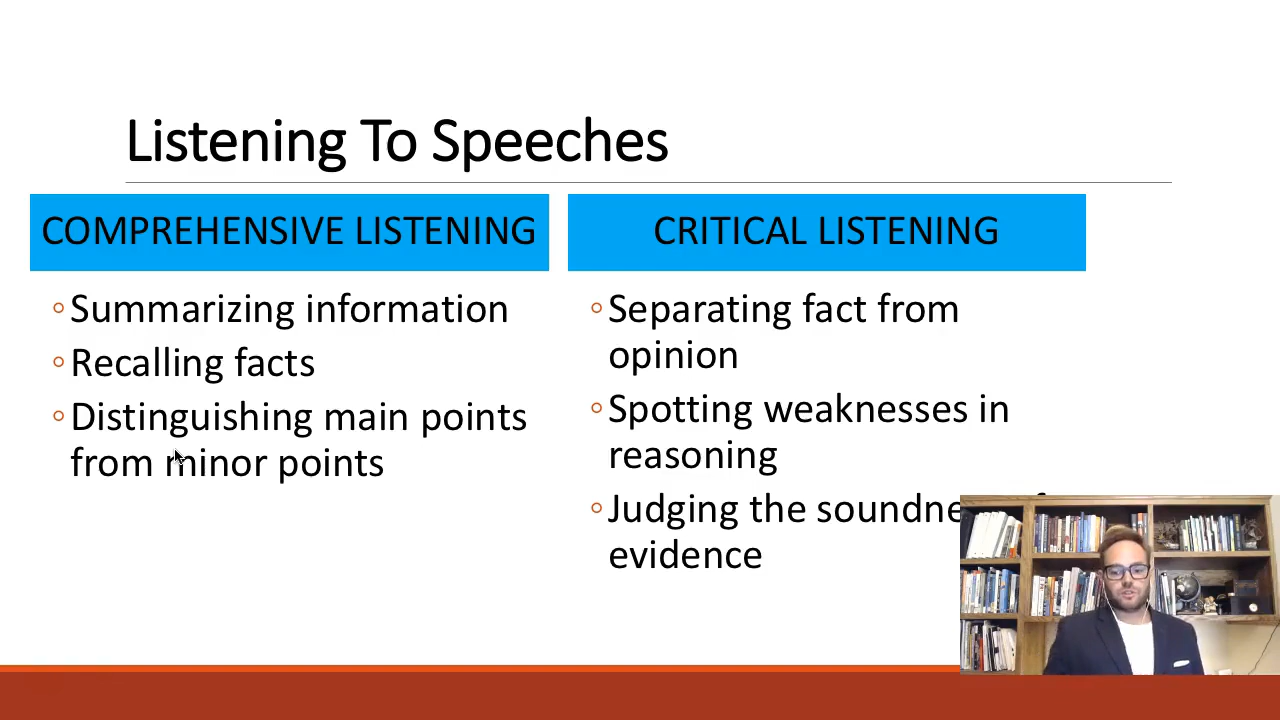 Listening To Speeches
COMPREHENSIVE LISTENING
◦Summarizing information
◦Recalling facts
◦Distinguishing main points
from minor points
CRITICAL LISTENING
◦Separating fact from
opinion
◦Spotting weaknesses in
reasoning
◦Judging the
evidence